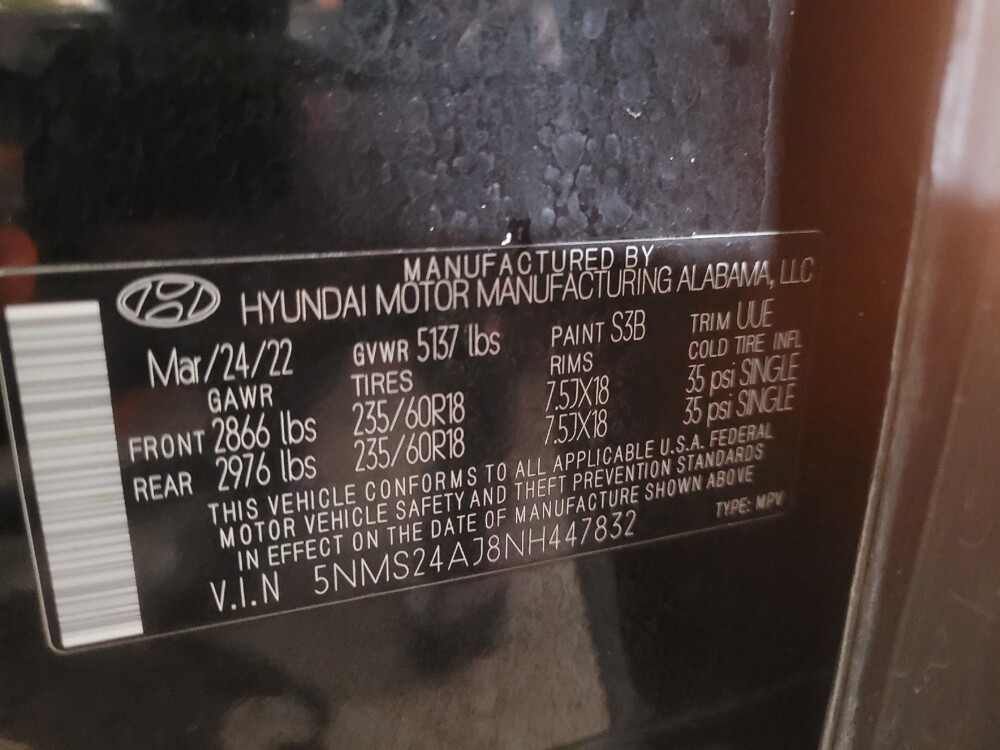 MANUFACTURED BY
HYUNDAI MOTOR MANUFACTURING ALABAMA, LLC
Mar/24/22 GVWR 5137 lbs PAINT S3B TRIM UUE
GAWR TIRES RIMS COLD TIRE INFL
FRONT 2866 lbs 235/60R18 7.5JX18 35 psi SINGLE
REAR 2976 lbs 235/60R18 7.5JX18 35 psi SINGLE
THIS VEHICLE CONFORMS TO ALL APPLICABLE U.S.A. FEDERAL
MOTOR VEHICLE SAFETY AND THEFT PREVENTION STANDARDS
IN EFFECT ON THE DATE OF MANUFACTURE SHOWN ABOVE
V.I.N 5NMS24AJ8NH447832 TYPE: MPV